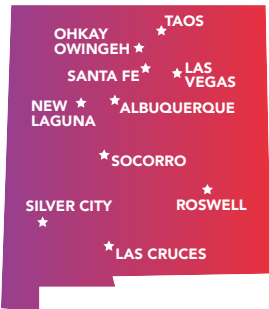 TAOS
OHKAY
OWINGEH
SANTA FE
LAS
VEGAS
NEW
LAGUNA
ALBUQUERQUE
SOCORRO
SILVER CITY
ROSWELL
LAS CRUCES